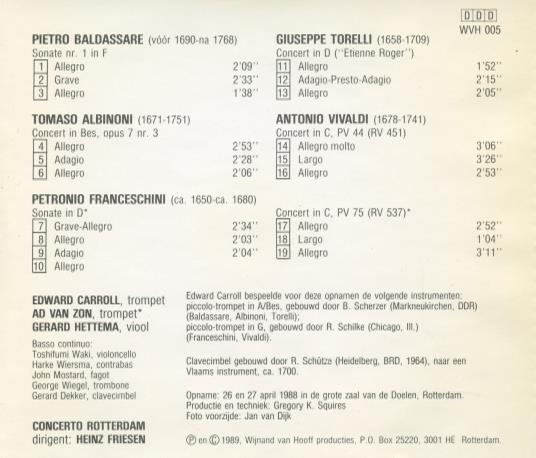 DDD
WVH 005
PIETRO BALDASSARE (vóór 1690-na 1768)
Sonate nr. 1 in F
1 Allegro 2'09''
2 Grave 2'33''
3 Allegro 1'38''
TOMASO ALBINONI (1671-1751)
Concert in Bes, opus 7 nr. 3
4 Allegro 2'53''
5 Adagio 2'28''
6 Allegro 2'06''
PETRONIO FRANCESCHINI (ca. 1650-ca. 1680)
Sonate in D*
7 Grave-Allegro 2'34''
8 Allegro 2'03''
9 Adagio 2'04''
10 Allegro
GIUSEPPE TORELLI (1658-1709)
Concert in D (''Etienne Roger'')
11 Allegro 1'52''
12 Adagio-Presto-Adagio 2'15''
13 Allegro 2'05''
ANTONIO VIVALDI (1678-1741)
Concert in C, PV 44 (RV 451)
14 Allegro molto 3'06''
15 Largo 3'26''
16 Allegro 2'53''
Concert in C, PV 75 (RV 537)*
17 Allegro 2'52''
18 Largo 1'04''
19 Allegro 3'11''
EDWARD CARROLL, trompet
AD VAN ZON, trompet*
GERARD HETTEMA, viool
Basso continuo:
Toshifumi Waki, violoncello
Harke Wiersma, contrabas
John Mostard, fagot
George Wiegel, trombone
Gerard Dekker, clavecimbel
CONCERTO ROTTERDAM
dirigent: HEINZ FRIESEN
Edward Carroll bespeelde voor deze opnamen de volgende instrumenten:
piccolo-trompet in A/Bes, gebouwd door B. Scherzer (Markneukirchen, DDR)
(Baldassare, Albinoni, Torelli);
piccolo-trompet in G, gebouwd door R. Schilke (Chicago, Ill.)
(Franceschini, Vivaldi).
Clavecimbel gebouwd door R. Schütze (Heidelberg, BRD, 1964), naar een
Vlaams instrument, ca. 1700.
Opname: 26 en 27 april 1988 in de grote zaal van de Doelen, Rotterdam.
Productie en techniek: Gregory K. Squires
Foto voorzijde: Jan van Dijk
Ⓟ en © 1989, Wijnand van Hooff producties, P.O. Box 25220, 3001 HE Rotterdam.